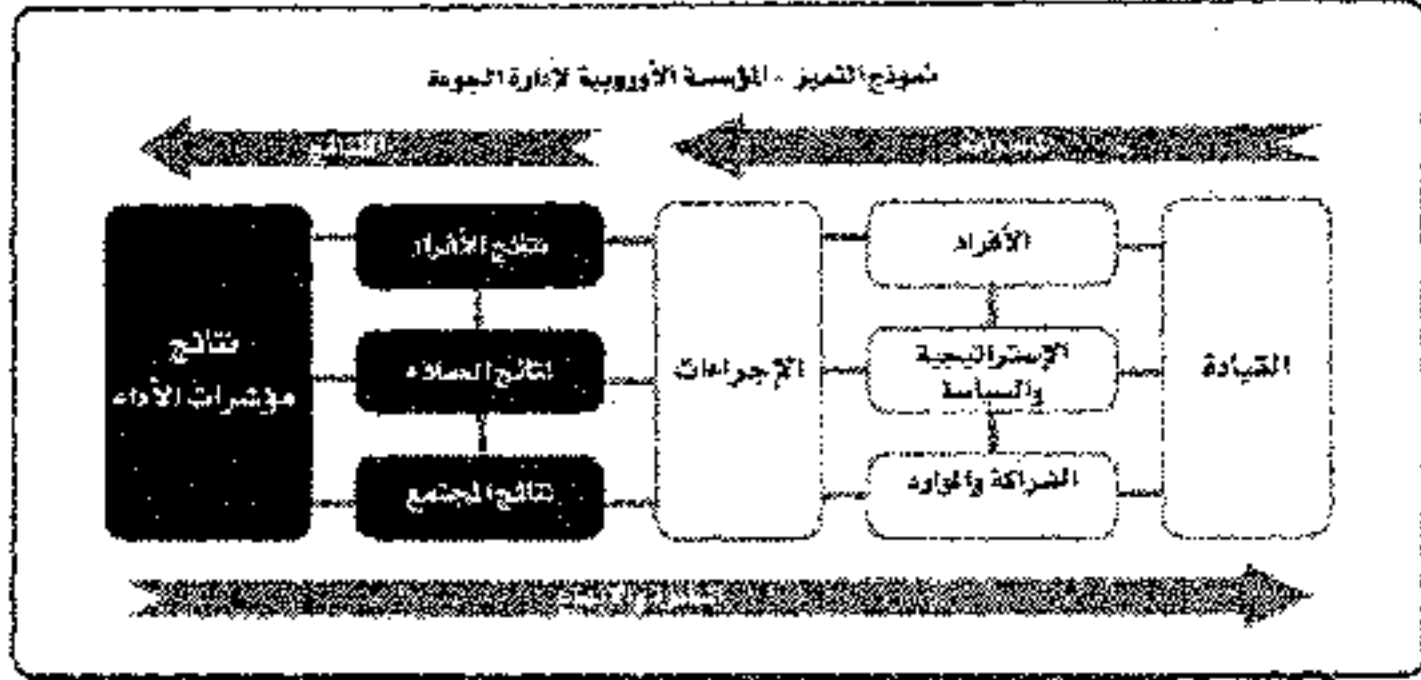 نموذج التميز - المؤسسة الأوروبية لإدارة الجودة
النتائج
القيادة
الأفراد
الإستراتيجية
والسياسة
الشراكة والموارد
الإجراءات
نتائج الأفراد
نتائج العملاء
نتائج المجتمع
نتائج
مؤشرات الأداء